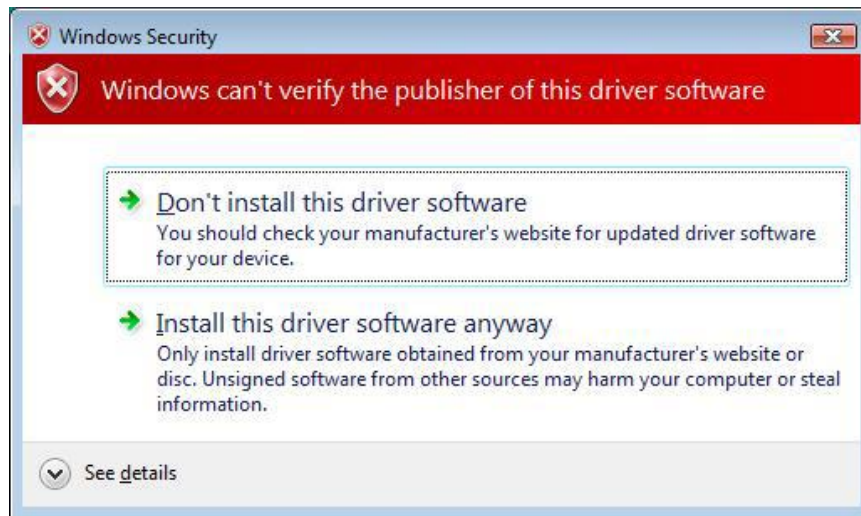 Windows Security
Windows can't verify the publisher of this driver software
Don't install this driver software
You should check your manufacturer's website for updated driver software
for your device.
Install this driver software anyway
Only install driver software obtained from your manufacturer's website or
disc. Unsigned software from other sources may harm your computer or steal
information.
See details